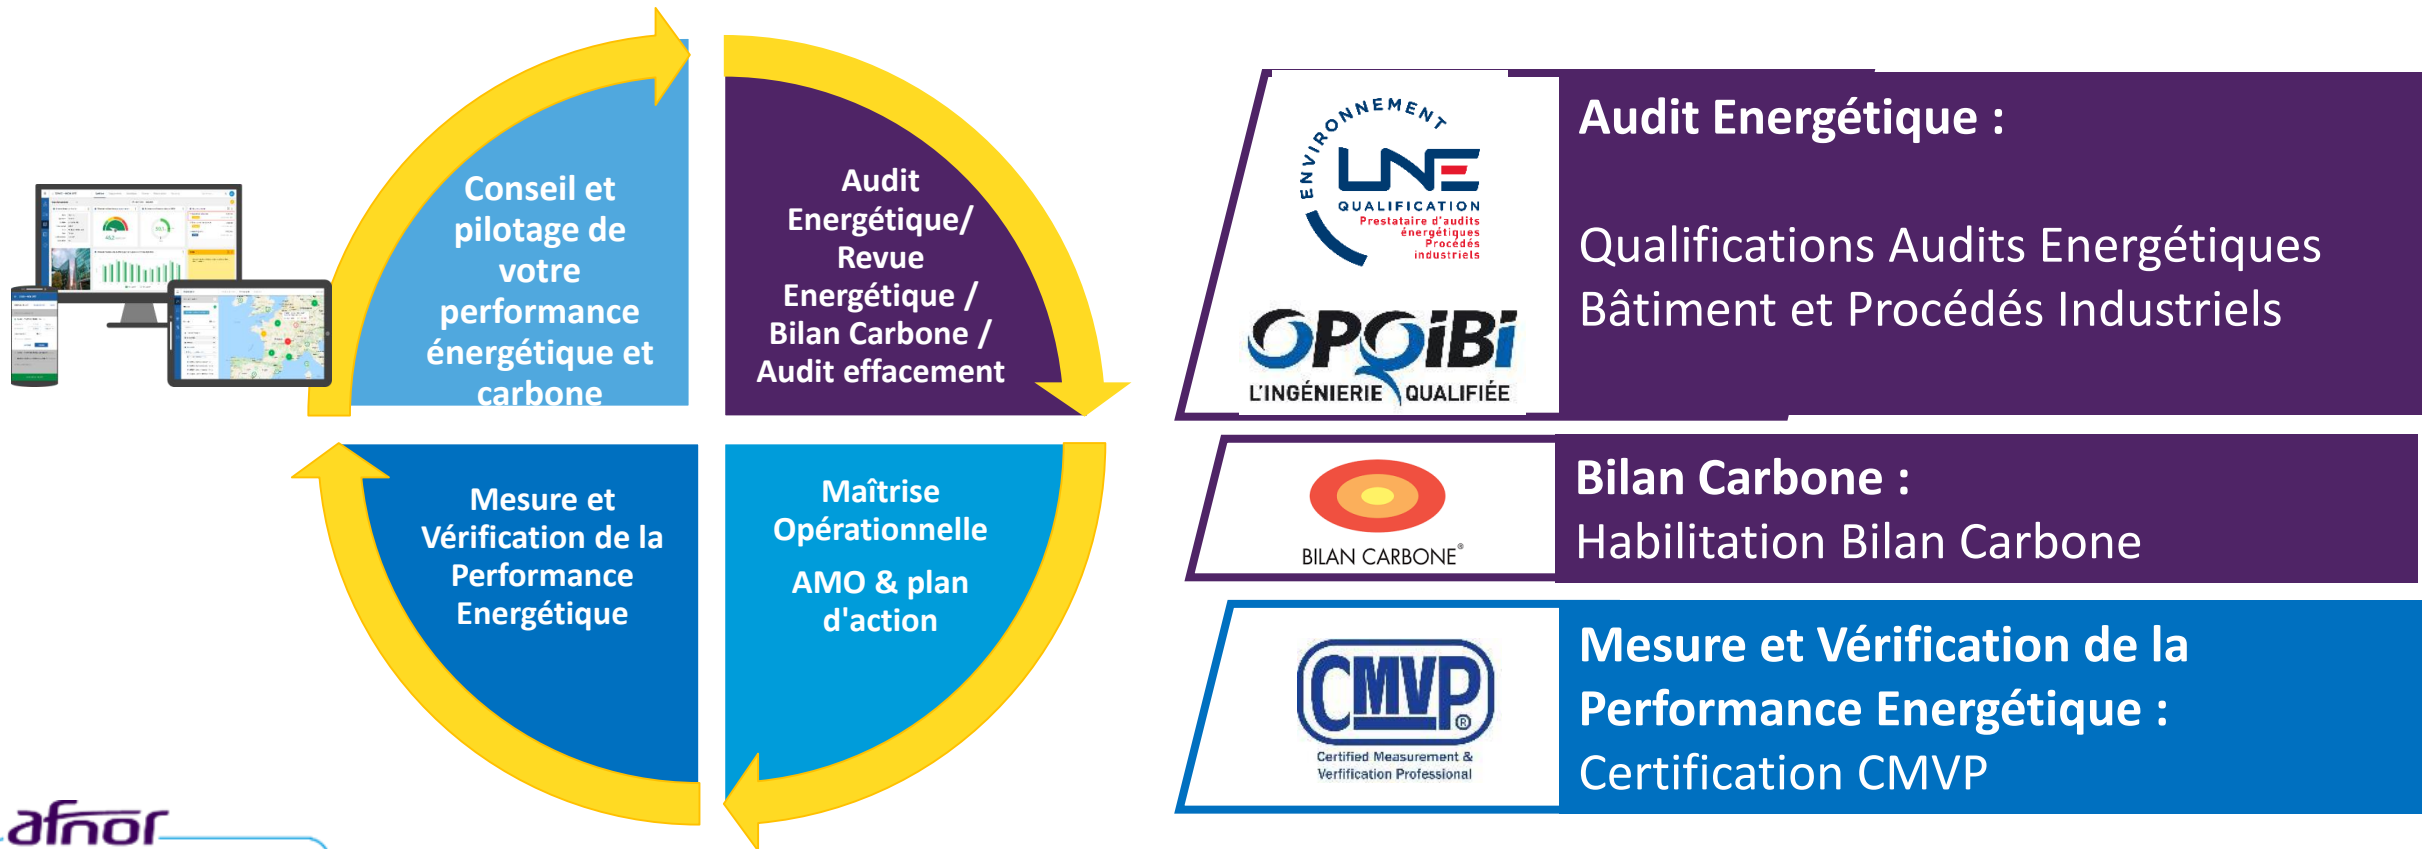 Conseil et
pilotage de
votre
performance
énergétique et
carbone
Audit
Energétique/
Revue
Energétique /
Bilan Carbone /
Audit effacement
Mesure et
Vérification de la
Performance
Energétique
Maîtrise
Opérationnelle
AMO & plan
d'action
ENVIRONNEMENT
LNE
QUALIFICATION
Prestataire d'audits
énergétiques
Procédés
industriels
OPQiBi
L'INGÉNIERIE QUALIFIÉE
Audit Energétique :
Qualifications Audits Energétiques
Bâtiment et Procédés Industriels
BILAN CARBONE®
Bilan Carbone :
Habilitation Bilan Carbone
CMVP®
Certified Measurement &
Verfification Professional
Mesure et Vérification de la
Performance Energétique :
Certification CMVP
afnor